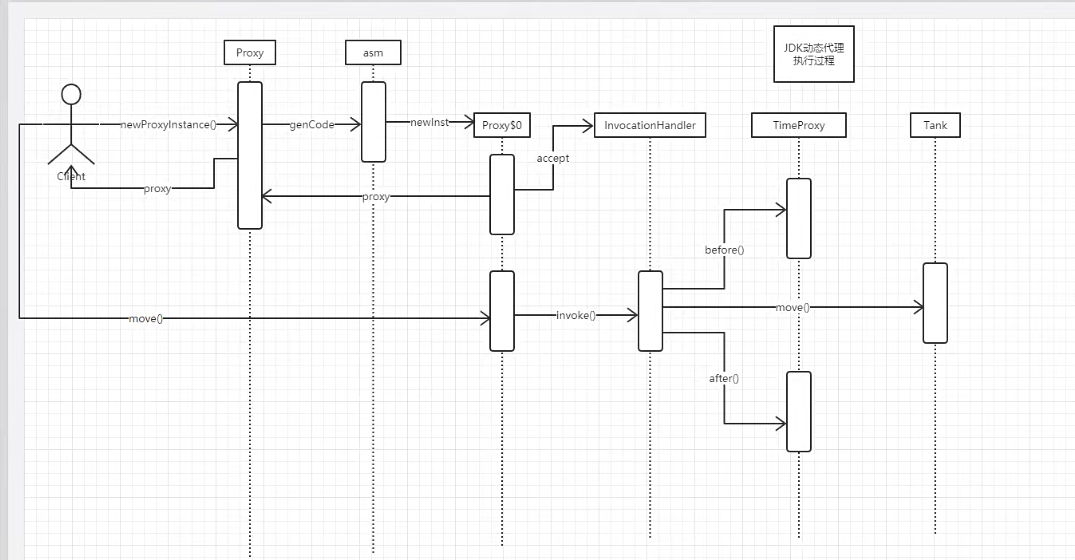 JDK动态代理
执行过程
Proxy
asm
newProxyInstance()
genCode
newInst
Proxy$0
InvocationHandler
TimeProxy
Tank
accept
Client
proxy
proxy
before()
move()
invoke()
move()
after()